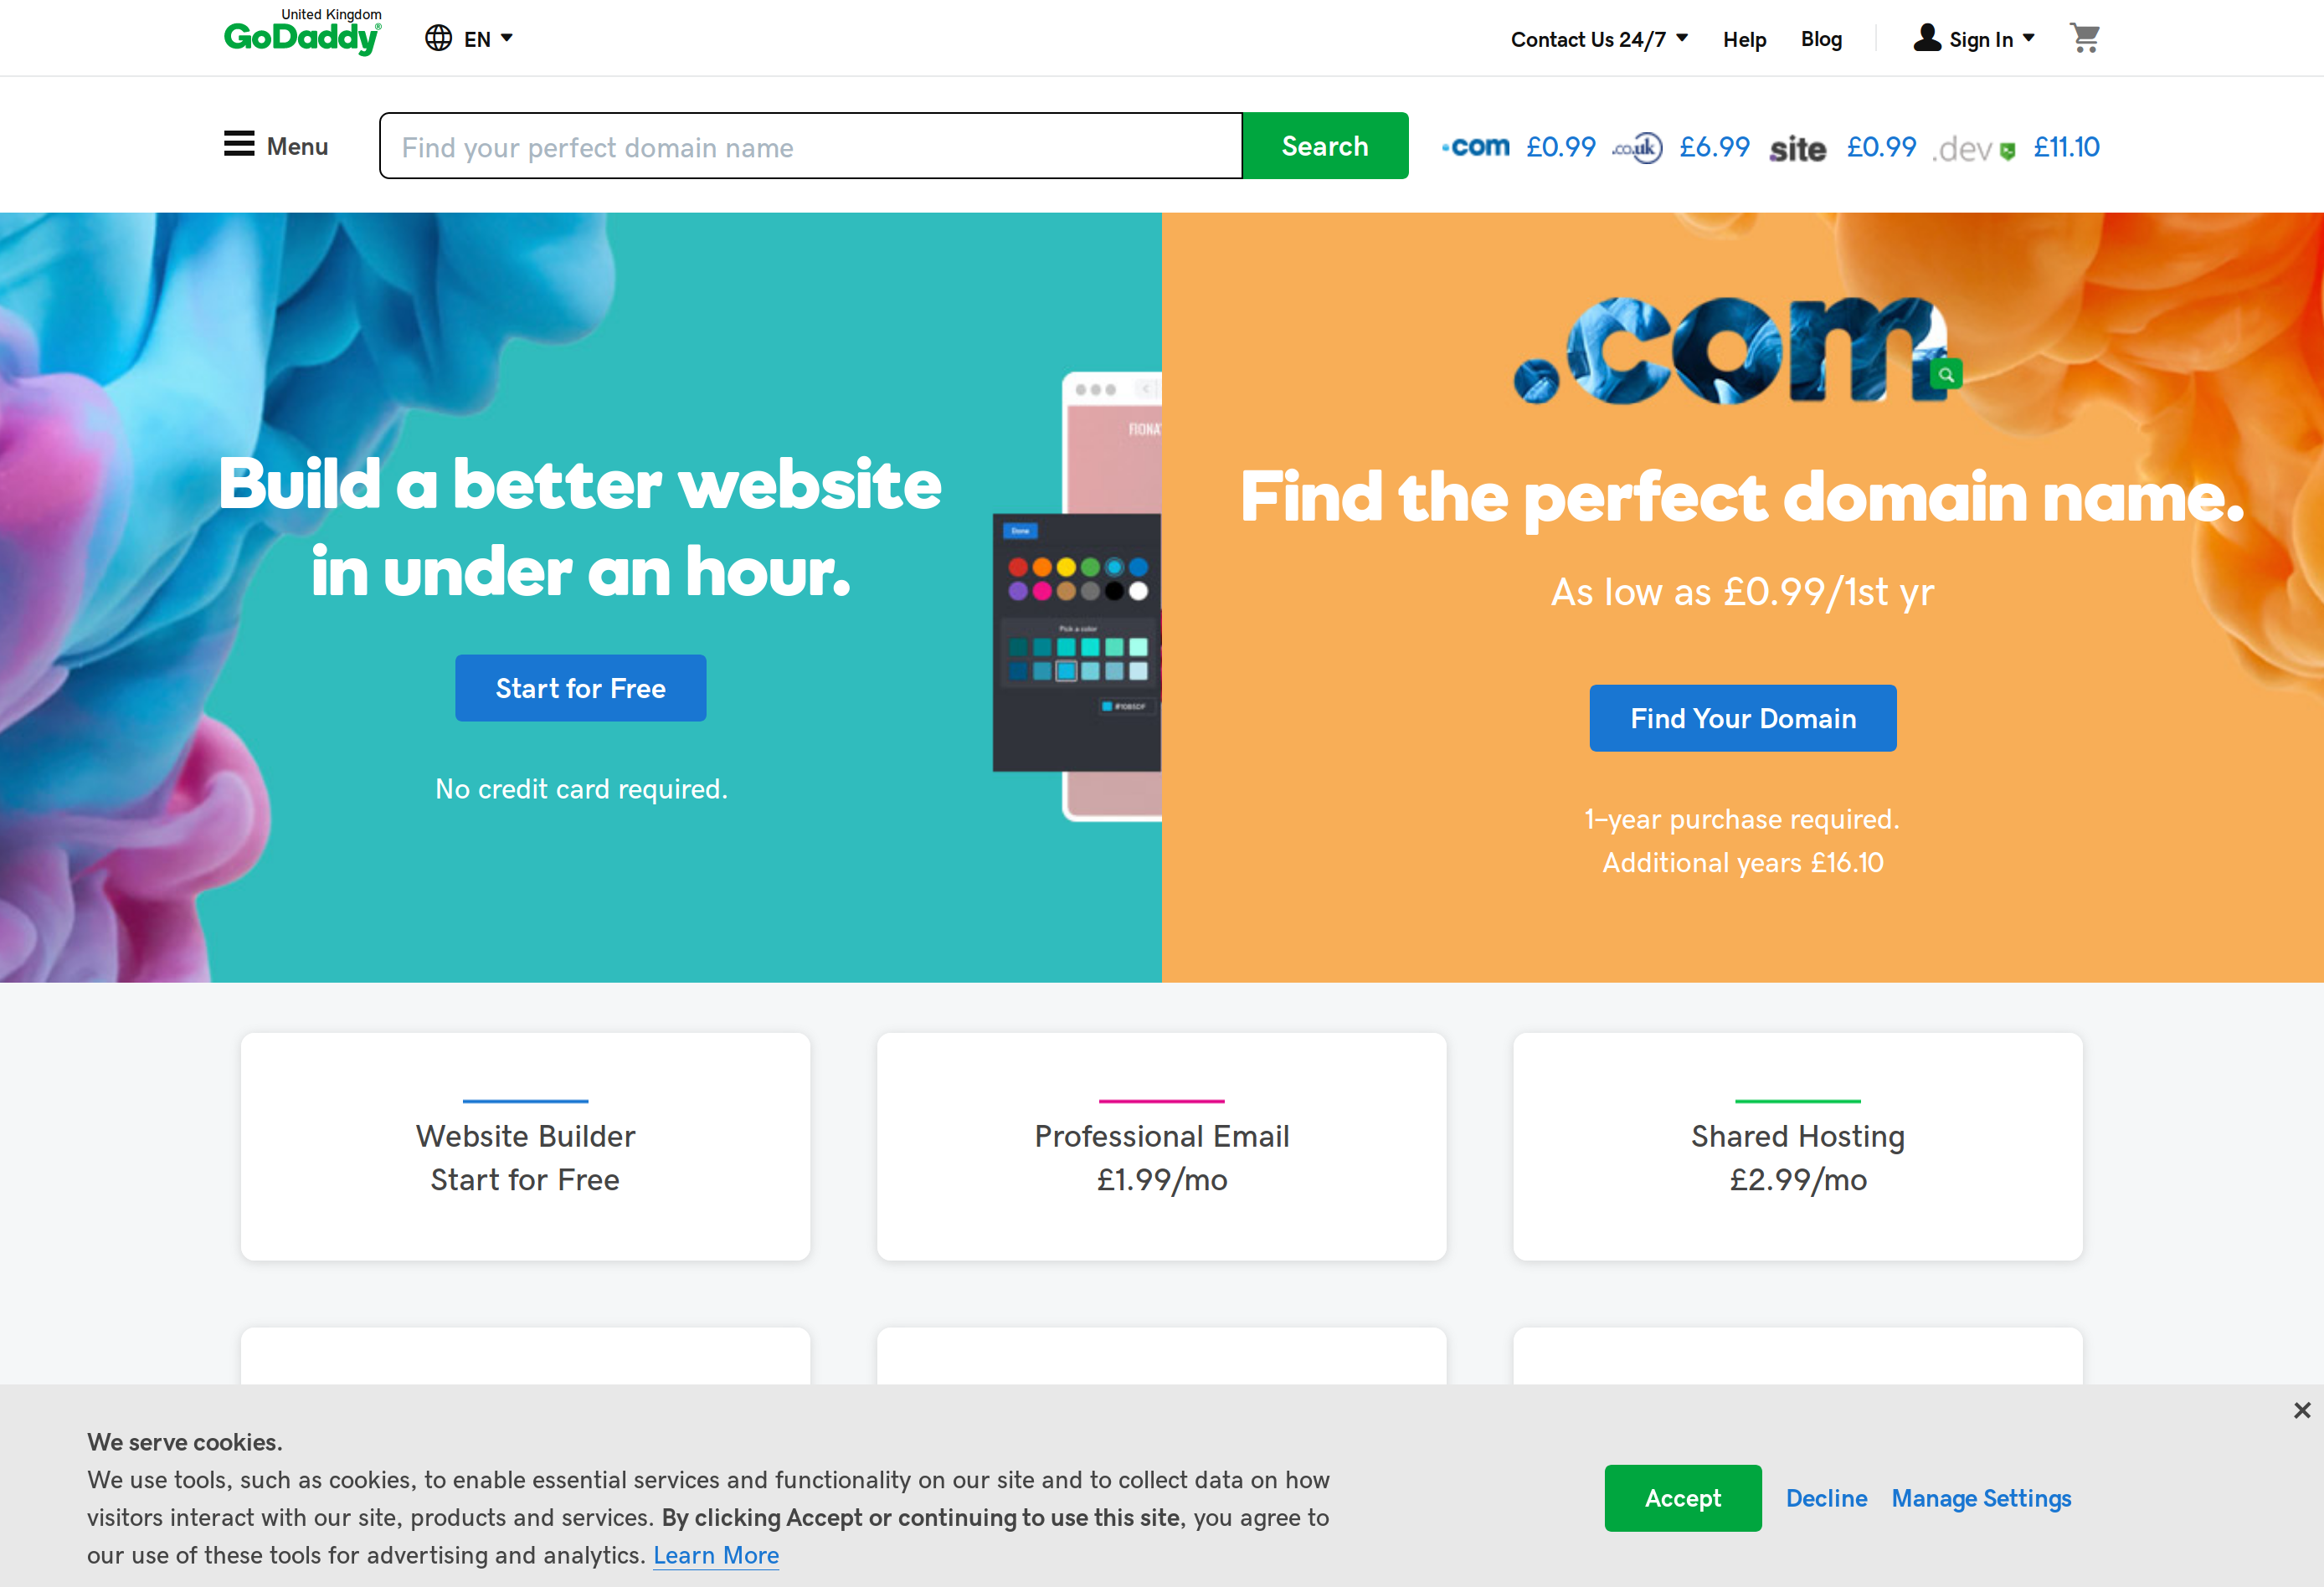 United Kingdom
GoDaddy®
EN
Contact Us 24/7
Help
Blog
Sign In
Menu
Find your perfect domain name
Search
.com £0.99
.co.uk £6.99
.site £0.99
.dev £11.10
Build a better website
in under an hour.
Start for Free
No credit card required.
Done
Pick a color
.com
Find the perfect domain name.
As low as £0.99/1st yr
Find Your Domain
1-year purchase required.
Additional years £16.10
Website Builder
Start for Free
Professional Email
£1.99/mo
Shared Hosting
£2.99/mo
We serve cookies.
We use tools, such as cookies, to enable essential services and functionality on our site and to collect data on how
visitors interact with our site, products and services. By clicking Accept or continuing to use this site, you agree to
our use of these tools for advertising and analytics. Learn More
Accept
Decline
Manage Settings